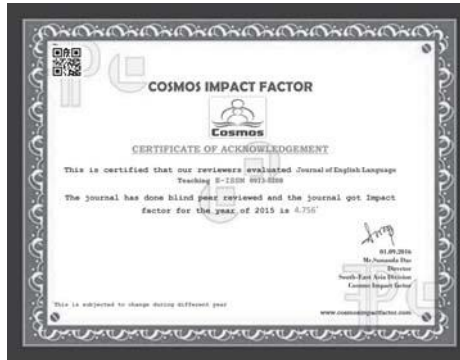 COSMOS IMPACT FACTOR
Cosmos
CERTIFICATE OF ACKNOWLEDGEMENT
This is certified that our reviewers evaluated Journal of English Language
Teaching E-ISSN
The journal has done blind peer reviewed and the journal got Impact
factor for the year of 2015 is 4.756*
01.09.2016
Director
South-East Asia Division
Cosmos Impact factor
*This is subjected to change during different year
www.cosmosimpactfactor.com